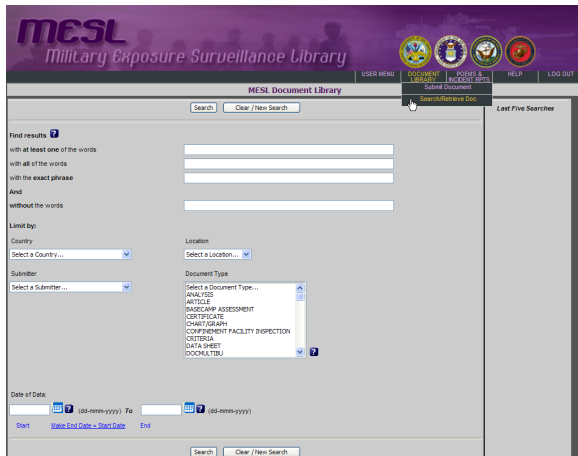 MESL
Military Exposure Surveillance Library
USER MENU DOCUMENT LIBRARY POEMS & INCIDENT RPTS HELP LOG OUT
Submit Document
Search/Retrieve Doc
MESL Document Library
Search Clear / New Search
Last Five Searches
Find results ?
with at least one of the words
with all of the words
with the exact phrase
And
without the words
Limit by:
Country Location
Select a Country... Select a Location...
Submitter Document Type
Select a Submitter... Select a Document Type...
ANALYSIS
ARTICLE
BASECAMP ASSESSMENT
CERTIFICATE
CHART/GRAPH
CONFINEMENT FACILITY INSPECTION
CRITERIA
DATA SHEET
DOCMULTIBU
?
Date of Data:
? (dd-mmm-yyyy) To ? (dd-mmm-yyyy)
Start Make End Date = Start Date End
Search Clear / New Search